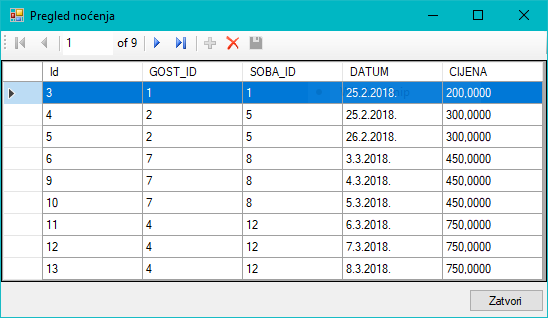 Pregled noćenja
1 of 9
Id GOST_ID SOBA_ID DATUM CIJENA
3 1 1 25.2.2018. 200,0000
4 2 5 25.2.2018. 300,0000
5 2 5 26.2.2018. 300,0000
6 7 8 3.3.2018. 450,0000
9 7 8 4.3.2018. 450,0000
10 7 8 5.3.2018. 450,0000
11 4 12 6.3.2018. 750,0000
12 4 12 7.3.2018. 750,0000
13 4 12 8.3.2018. 750,0000
Zatvori